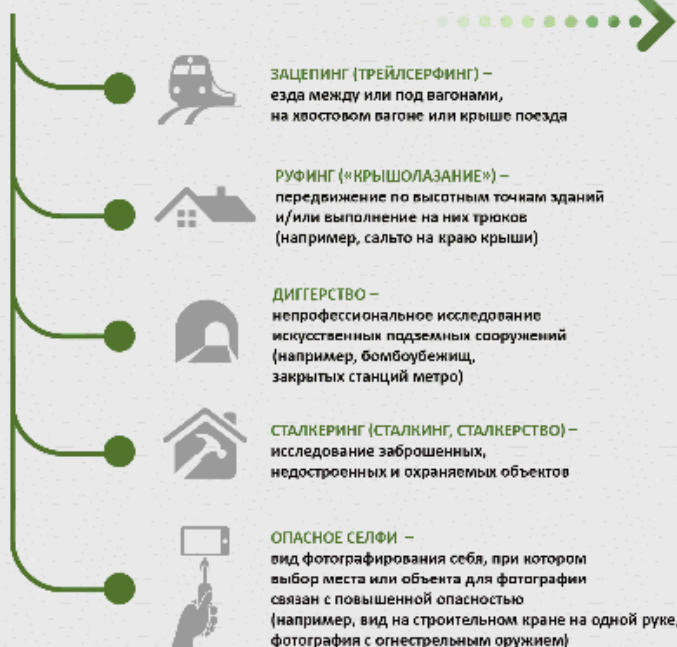 ЗАЦЕПИНГ (ТРЕЙЛСЕРФИНГ) –
езда между или под вагонами,
на хвостовом вагоне или крыше поезда
РУФИНГ («КРЫШОЛАЗАНИЕ») –
передвижение по высотным точкам зданий
и/или выполнение на них трюков
(например, сальто на краю крыши)
ДИГГЕРСТВО –
непрофессиональное исследование
искусственных подземных сооружений
(например, бомбоубежищ,
закрытых станций метро)
СТАЛКЕРИНГ (СТАЛКИНГ, СТАЛКЕРСТВО) –
исследование заброшенных,
недостроенных и охраняемых объектов
ОПАСНОЕ СЕЛФИ –
вид фотографирования себя, при котором
выбор места или объекта для фотографии
связан с повышенной опасностью
(например, вид на строительном кране на одной руке,
фотография с огнестрельным оружием)